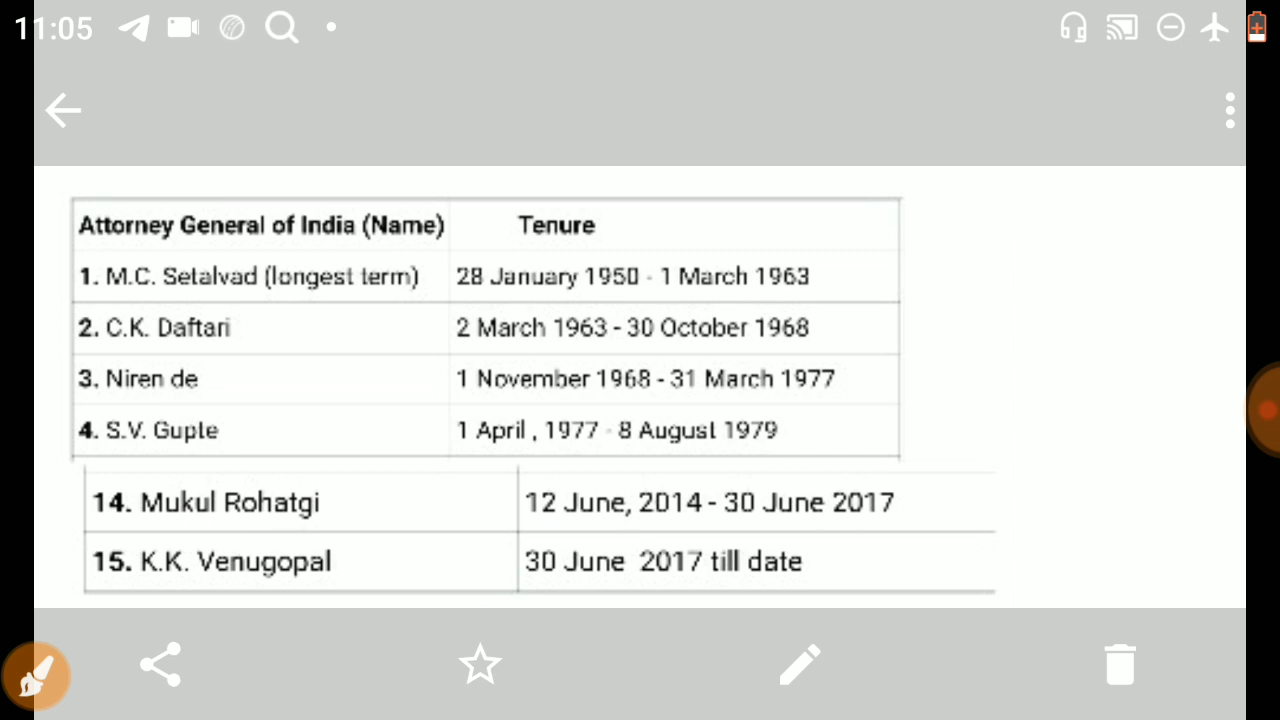 11:05
Attorney General of India (Name) Tenure
1. M.C. Setalvad (longest term) 28 January 1950 - 1 March 1963
2. C.K. Daftari 2 March 1963 - 30 October 1968
3. Niren de 1 November 1968 - 31 March 1977
4. S.V. Gupte 1 April , 1977 - 8 August 1979
14. Mukul Rohatgi 12 June, 2014 - 30 June 2017
15. K.K. Venugopal 30 June 2017 till date